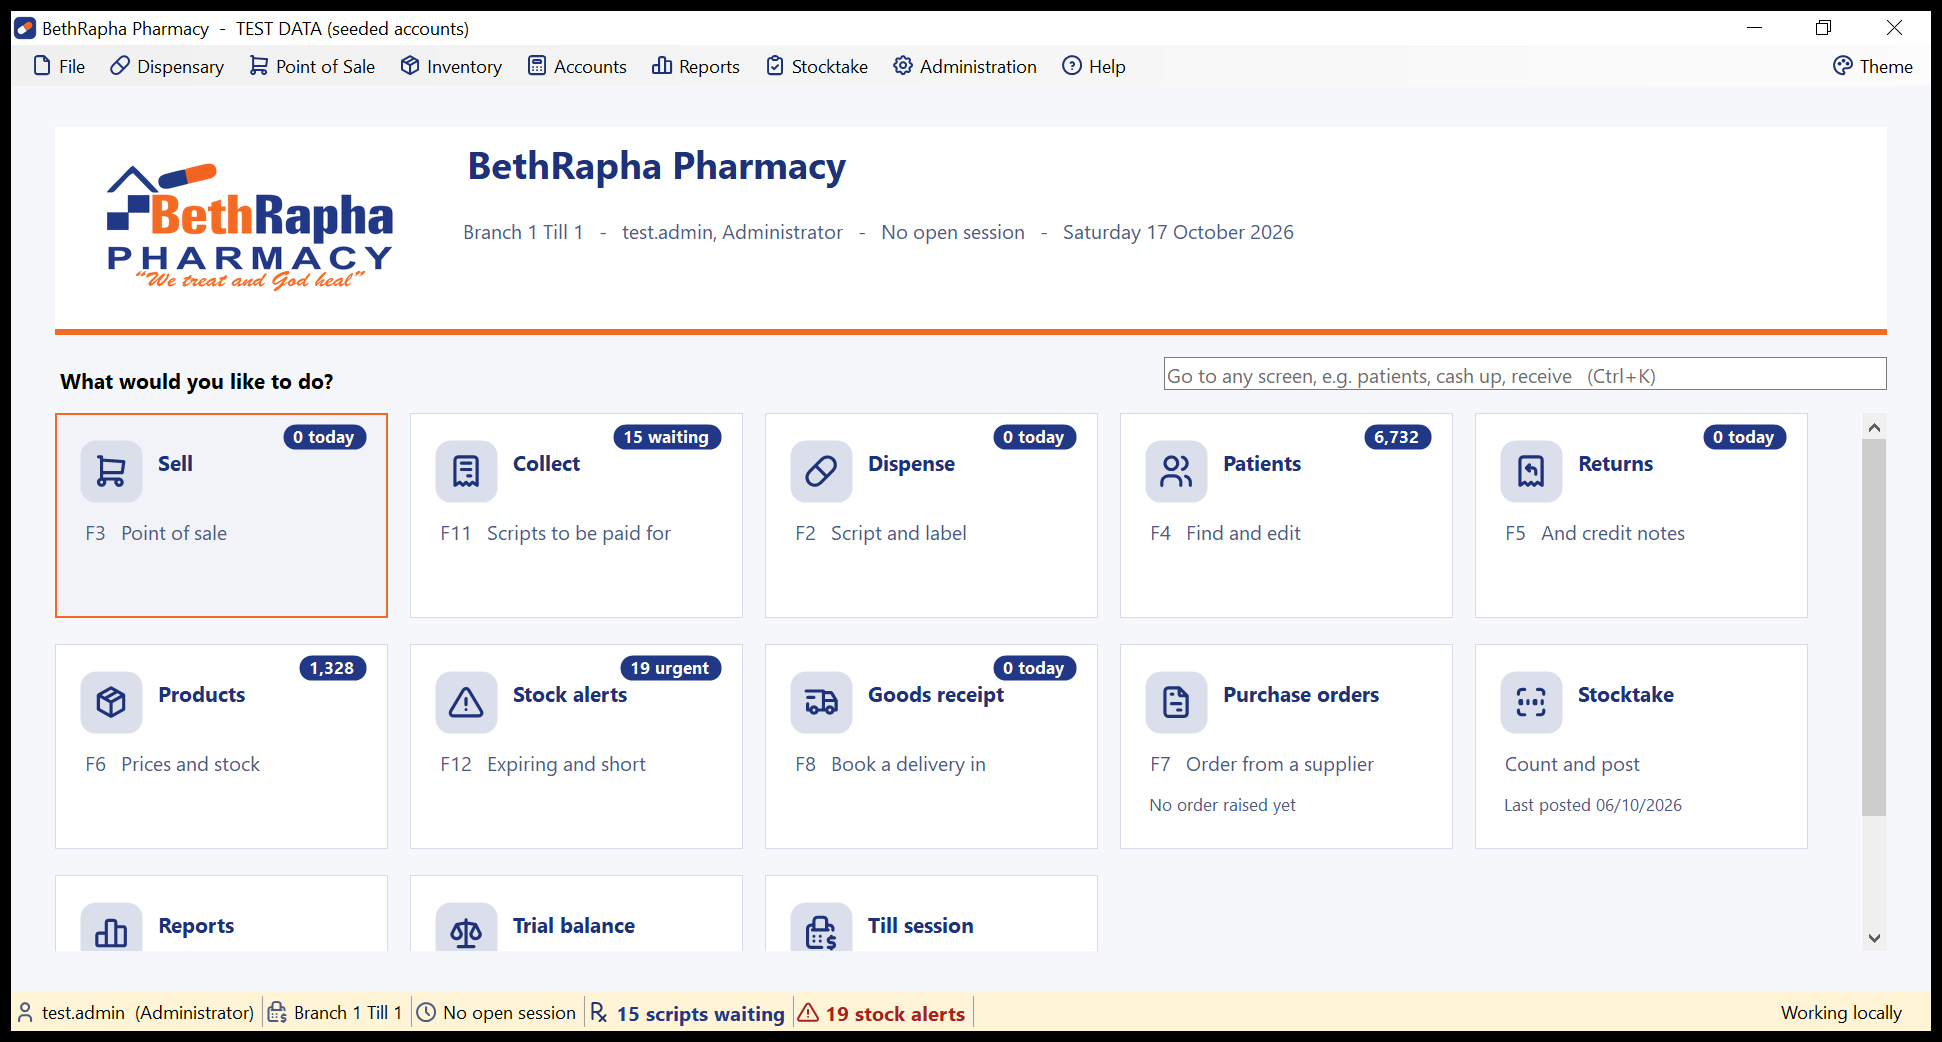 BethRapha Pharmacy - TEST DATA (seeded accounts)
File Dispensary Point of Sale Inventory Accounts Reports Stocktake Administration Help Theme
BethRapha
PHARMACY
"We treat and God heal"
BethRapha Pharmacy
Branch 1 Till 1 - test.admin, Administrator - No open session - Saturday 17 October 2026
What would you like to do?
Go to any screen, e.g. patients, cash up, receive (Ctrl+K)
0 today
Sell
F3 Point of sale
15 waiting
Collect
F11 Scripts to be paid for
0 today
Dispense
F2 Script and label
6,732
Patients
F4 Find and edit
0 today
Returns
F5 And credit notes
1,328
Products
F6 Prices and stock
19 urgent
Stock alerts
F12 Expiring and short
0 today
Goods receipt
F8 Book a delivery in
Purchase orders
F7 Order from a supplier
No order raised yet
Stocktake
Count and post
Last posted 06/10/2026
Reports
Trial balance
Till session
test.admin (Administrator) Branch 1 Till 1 No open session 15 scripts waiting 19 stock alerts Working locally